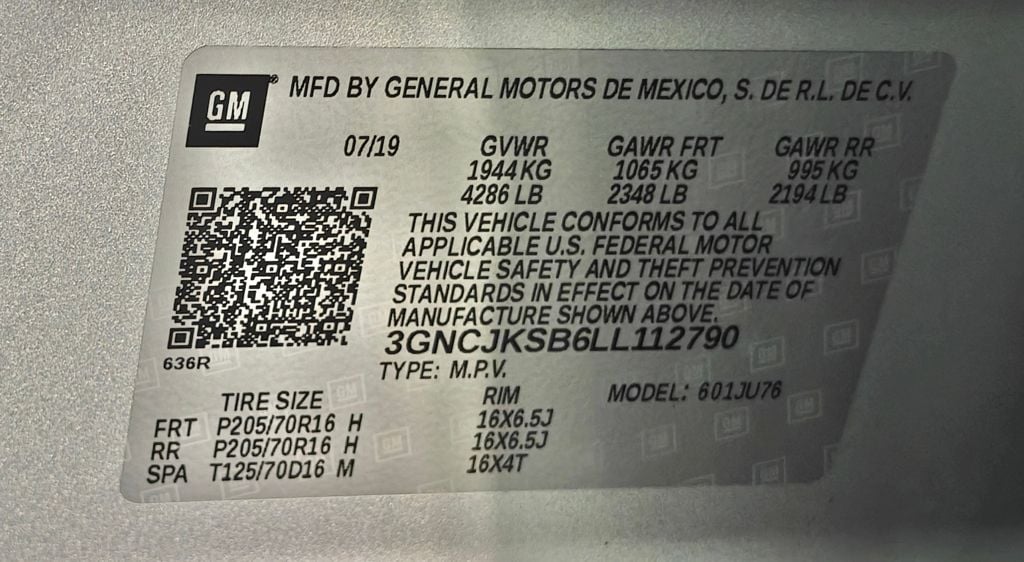 GM ® MFD BY GENERAL MOTORS DE MEXICO, S. DE R.L. DE C.V.
07/19 GVWR GAWR FRT GAWR RR
1944 KG 1065 KG 995 KG
4286 LB 2348 LB 2194 LB
THIS VEHICLE CONFORMS TO ALL
APPLICABLE U.S. FEDERAL MOTOR
VEHICLE SAFETY AND THEFT PREVENTION
STANDARDS IN EFFECT ON THE DATE OF
MANUFACTURE SHOWN ABOVE.
3GNCJKSB6LL112790
636R
TYPE: M.P.V.
TIRE SIZE RIM MODEL: 601JU76
FRT P205/70R16 H 16X6.5J
RR P205/70R16 H 16X6.5J
SPA T125/70D16 M 16X4T